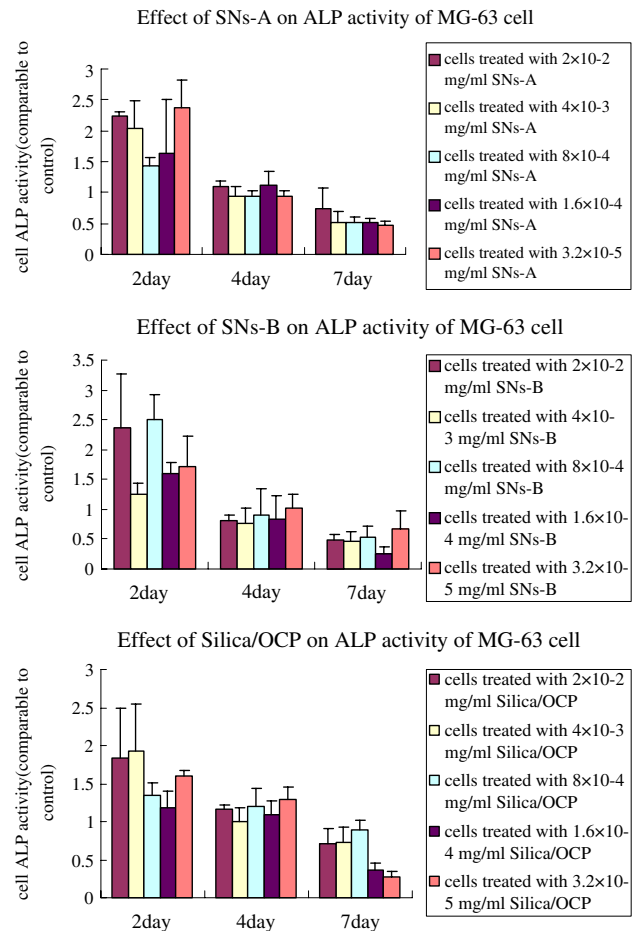 Effect of SNs-A on ALP activity of MG-63 cell
cell ALP activity(comparable to
control)
3
2.5
2
1.5
1
0.5
0
2day
4day
7day
cells treated with 2×10-2
mg/ml SNs-A
cells treated with 4×10-3
mg/ml SNs-A
cells treated with 8×10-4
mg/ml SNs-A
cells treated with 1.6×10-4
mg/ml SNs-A
cells treated with 3.2×10-5
mg/ml SNs-A
Effect of SNs-B on ALP activity of MG-63 cell
cell ALP activity(comparable to
control)
3.5
3
2.5
2
1.5
1
0.5
0
2day
4day
7day
cells treated with 2×10-2
mg/ml SNs-B
cells treated with 4×10-
3 mg/ml SNs-B
cells treated with 8×10-4
mg/ml SNs-B
cells treated with 1.6×10-
4 mg/ml SNs-B
cells treated with 3.2×10-
5 mg/ml SNs-B
Effect of Silica/OCP on ALP activity of MG-63 cell
cell ALP activity(comparable to
control)
3
2.5
2
1.5
1
0.5
0
2day
4day
7day
cells treated with 2×10-2
mg/ml Silica/OCP
cells treated with 4×10-3
mg/ml Silica/OCP
cells treated with 8×10-4
mg/ml Silica/OCP
cells treated with 1.6×10-
4 mg/ml Silica/OCP
cells treated with 3.2×10-
5 mg/ml Silica/OCP